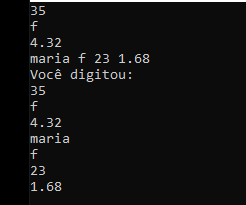 35
f
4.32
maria f 23 1.68
Você digitou:
35
f
4.32
maria
f
23
1.68